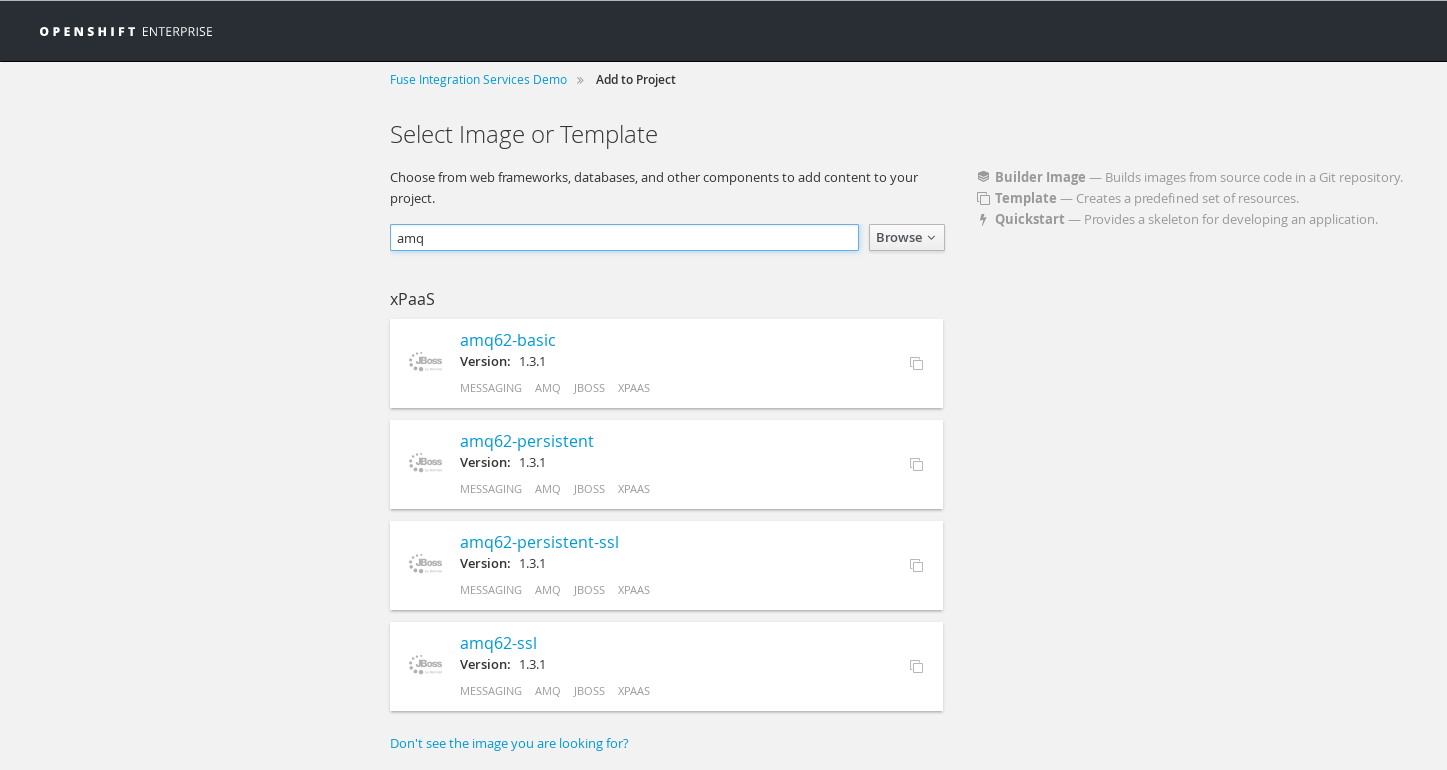 OPENSHIFT ENTERPRISE
Fuse Integration Services Demo » Add to Project
Select Image or Template
Choose from web frameworks, databases, and other components to add content to your
project.
Builder Image — Builds images from source code in a Git repository.
Template — Creates a predefined set of resources.
Quickstart — Provides a skeleton for developing an application.
amq
Browse
xPaaS
JBoss
amq62-basic
Version: 1.3.1
MESSAGING AMQ JBOSS XPAAS
JBoss
amq62-persistent
Version: 1.3.1
MESSAGING AMQ JBOSS XPAAS
JBoss
amq62-persistent-ssl
Version: 1.3.1
MESSAGING AMQ JBOSS XPAAS
JBoss
amq62-ssl
Version: 1.3.1
MESSAGING AMQ JBOSS XPAAS
Don't see the image you are looking for?